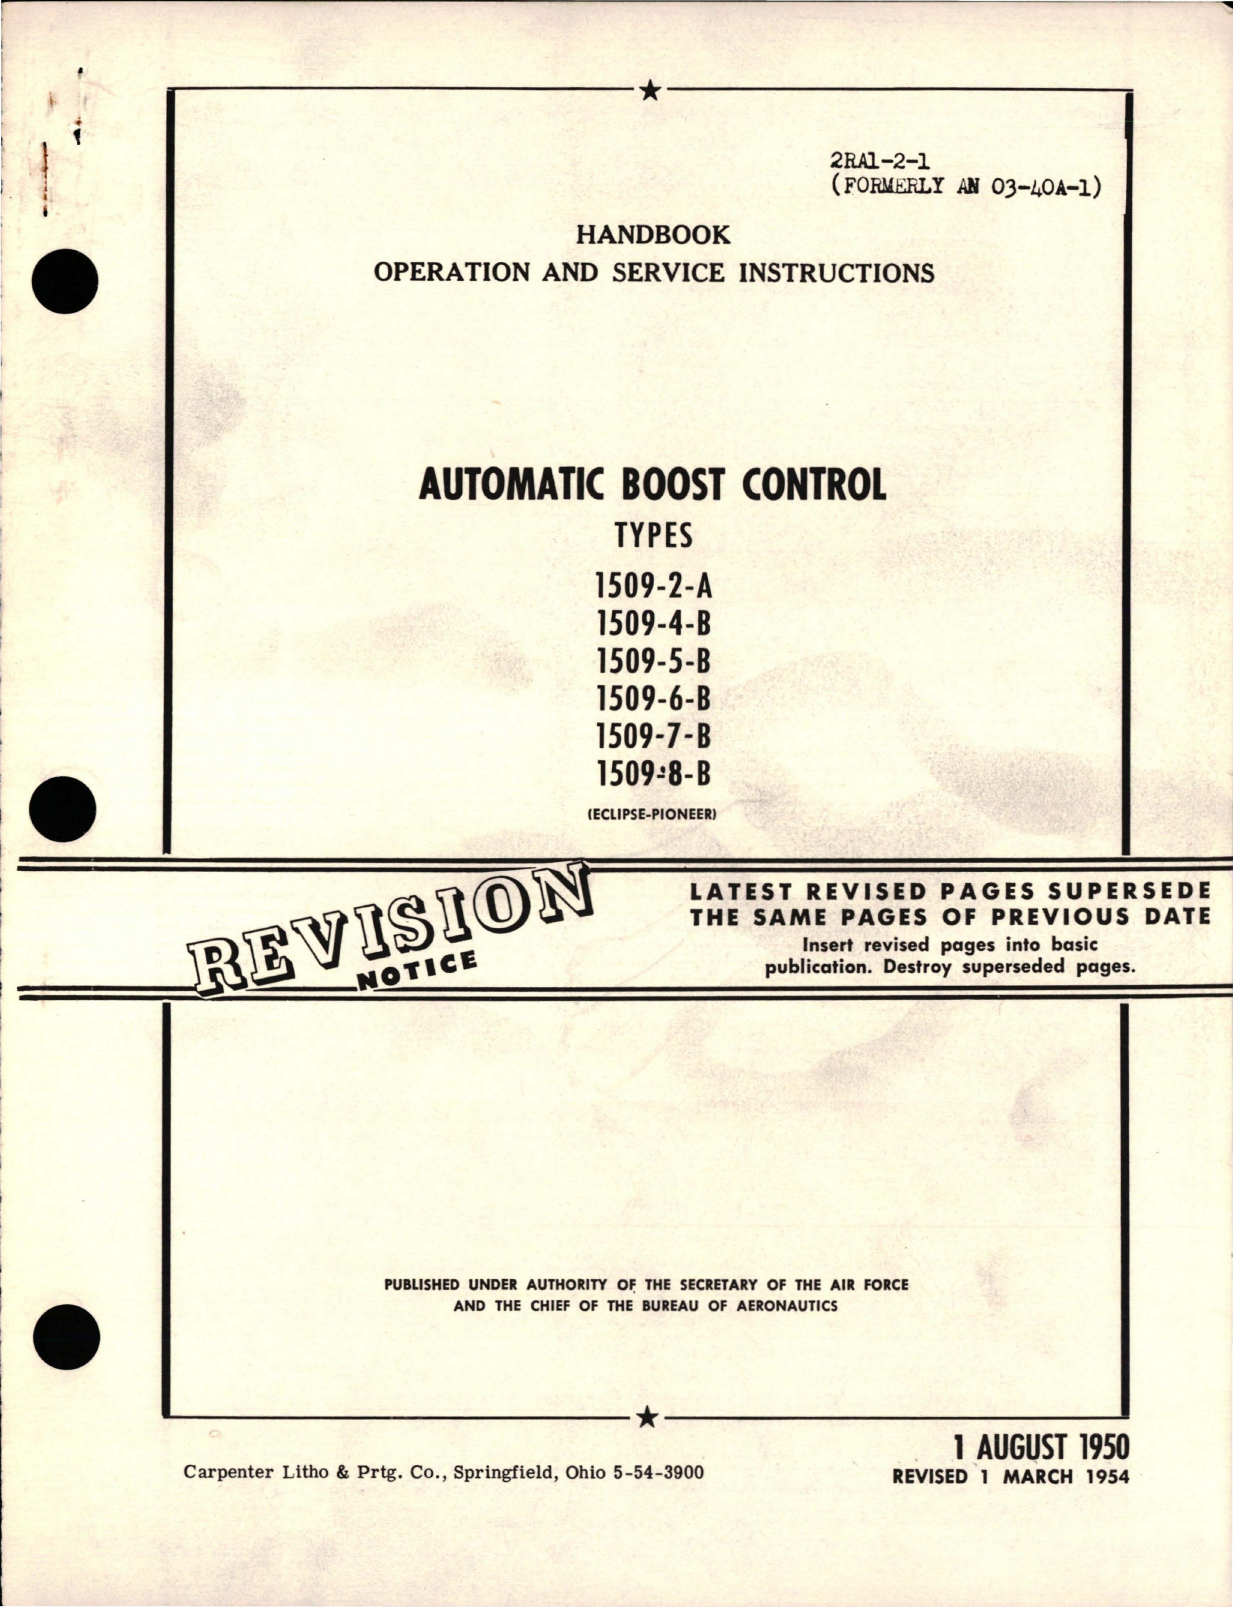 2RA1-2-1
(FORMERLY AN 03-40A-1)
HANDBOOK
OPERATION AND SERVICE INSTRUCTIONS
AUTOMATIC BOOST CONTROL
TYPES
1509-2-A
1509-4-B
1509-5-B
1509-6-B
1509-7-B
1509-8-B
(ECLIPSE-PIONEER)
REVISION
NOTICE
LATEST REVISED PAGES SUPERSEDE
THE SAME PAGES OF PREVIOUS DATE
Insert revised pages into basic
publication. Destroy superseded pages.
PUBLISHED UNDER AUTHORITY OF THE SECRETARY OF THE AIR FORCE
AND THE CHIEF OF THE BUREAU OF AERONAUTICS
1 AUGUST 1950
Carpenter Litho & Prtg. Co., Springfield, Ohio 5-54-3900
REVISED 1 MARCH 1954